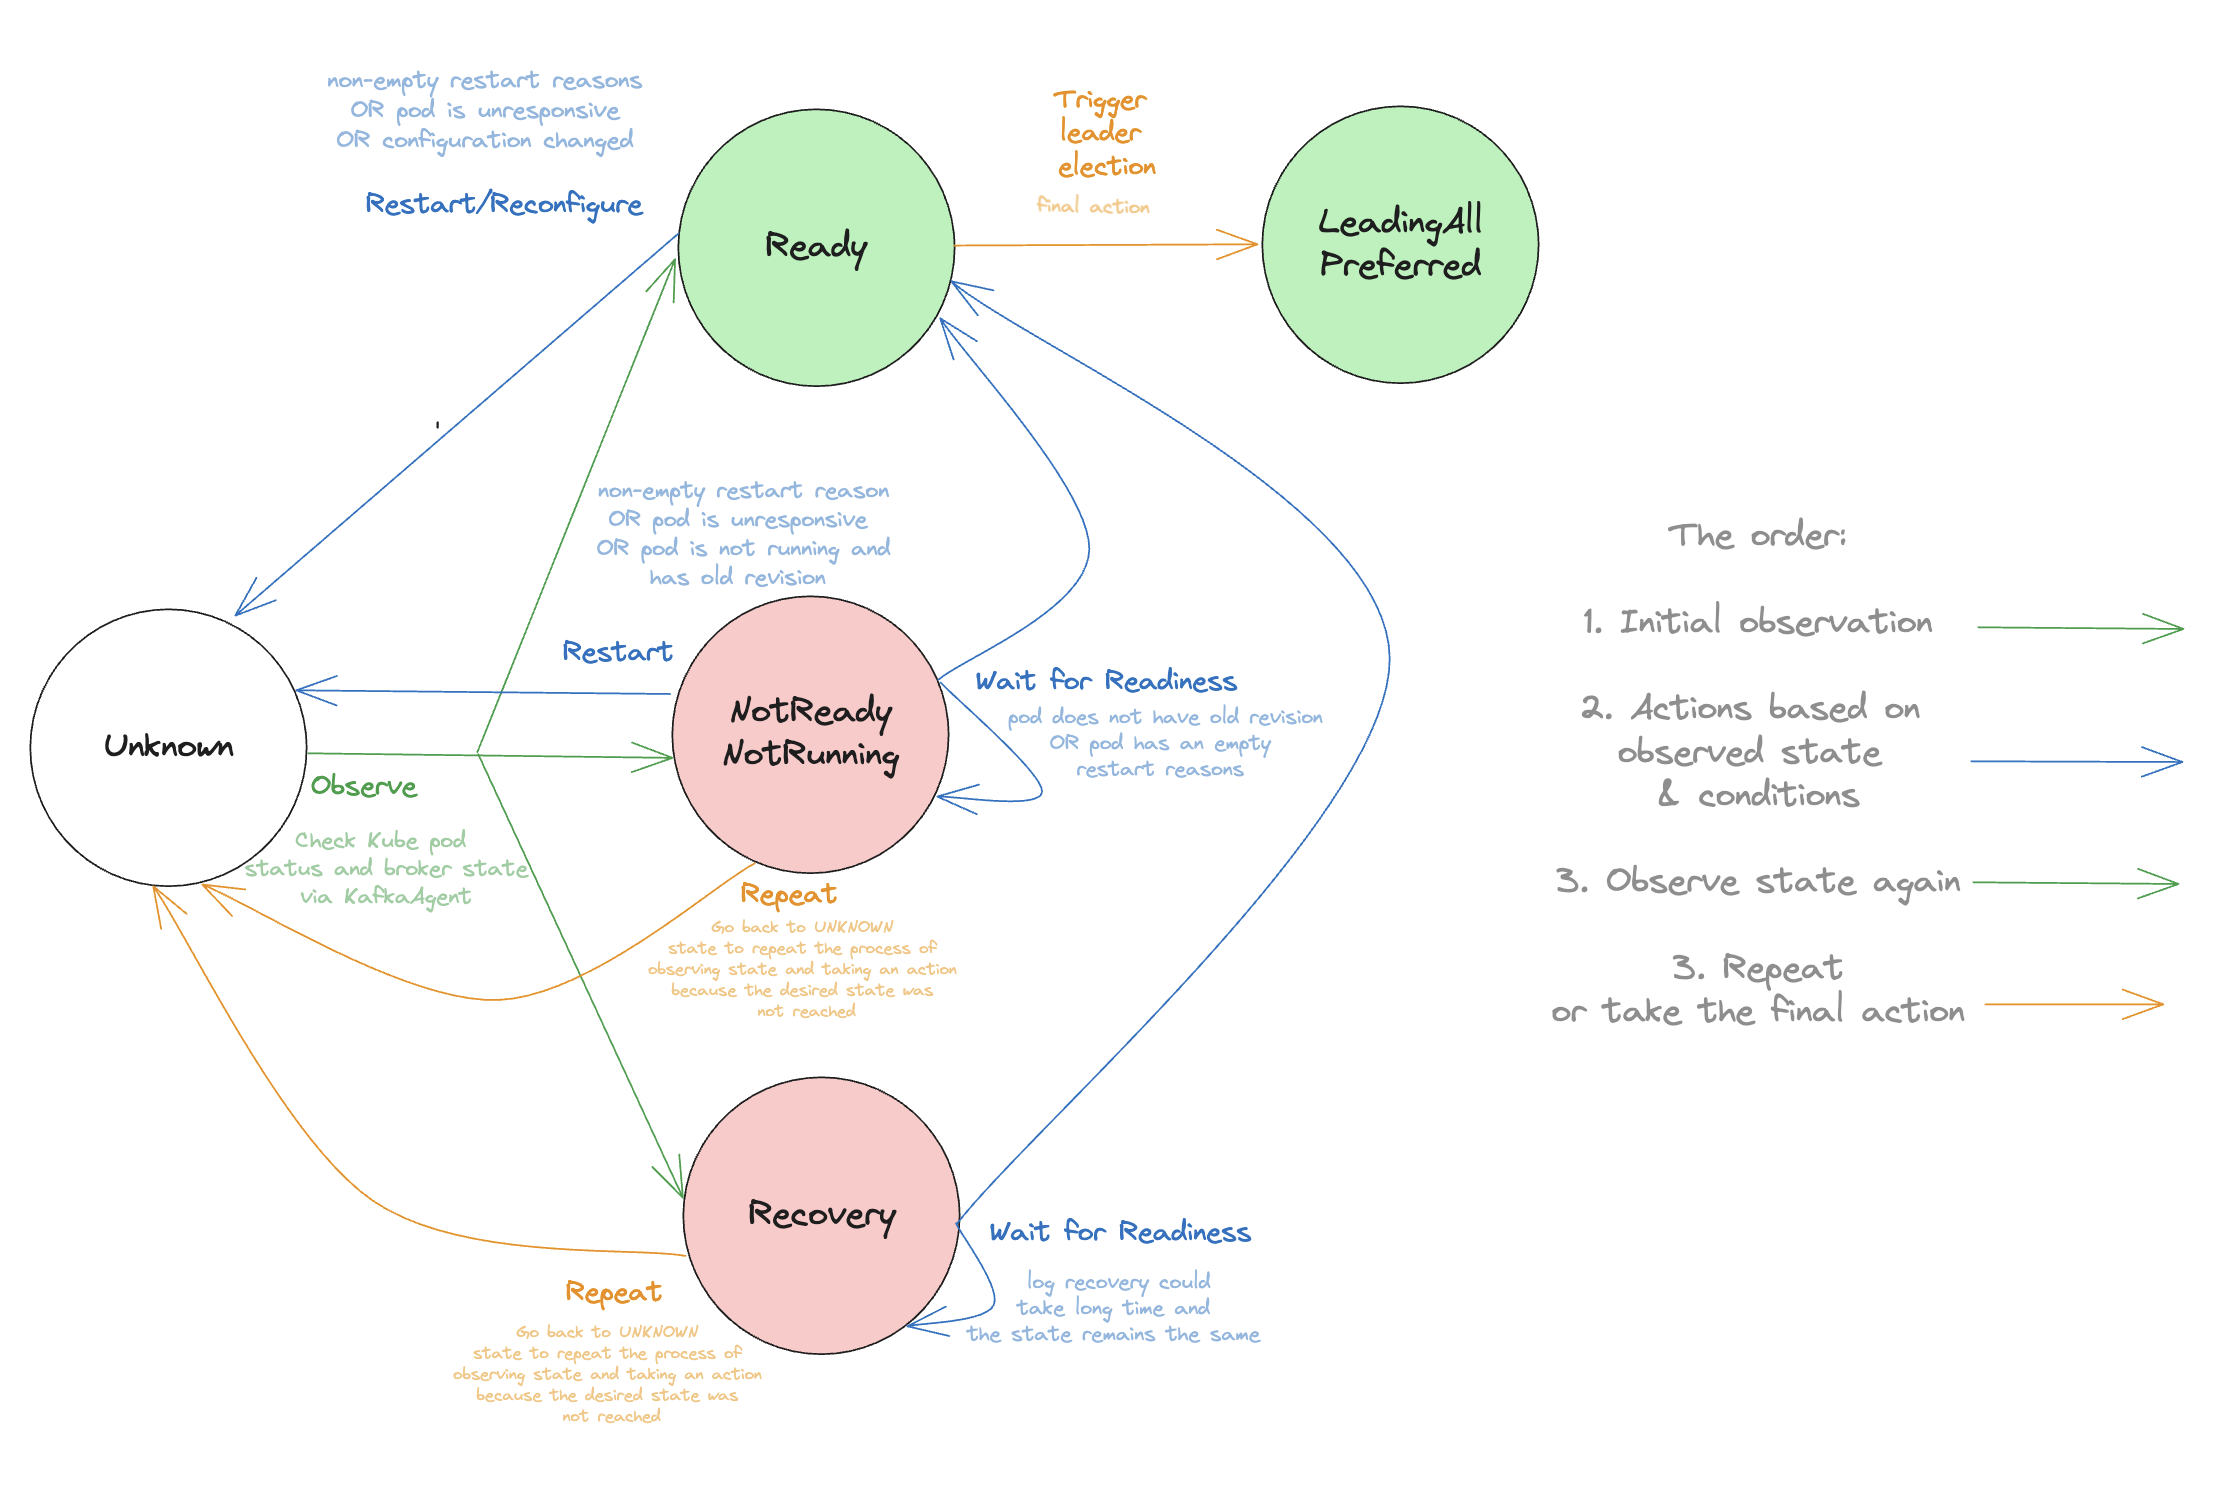 non-empty restart reasons
OR pod is unresponsive
OR configuration changed
Restart/Reconfigure
Ready
Trigger
leader
election
final action
LeadingAll
Preferred
non-empty restart reason
OR pod is unresponsive
OR pod is not running and
has old revision
Restart
Unknown
Observe
Check Kube pod
status and broker state
via KafkaAgent
NotReady
NotRunning
Wait for Readiness
pod does not have old revision
OR pod has an empty
restart reasons
Repeat
Go back to UNKNOWN
state to repeat the process of
observing state and taking an action
because the desired state was
not reached
Recovery
Wait for Readiness
log recovery could
take long time and
the state remains the same
Repeat
Go back to UNKNOWN
state to repeat the process of
observing state and taking an action
because the desired state was
not reached
The order:
1. Initial observation
2. Actions based on
observed state
& conditions
3. Observe state again
3. Repeat
or take the final action